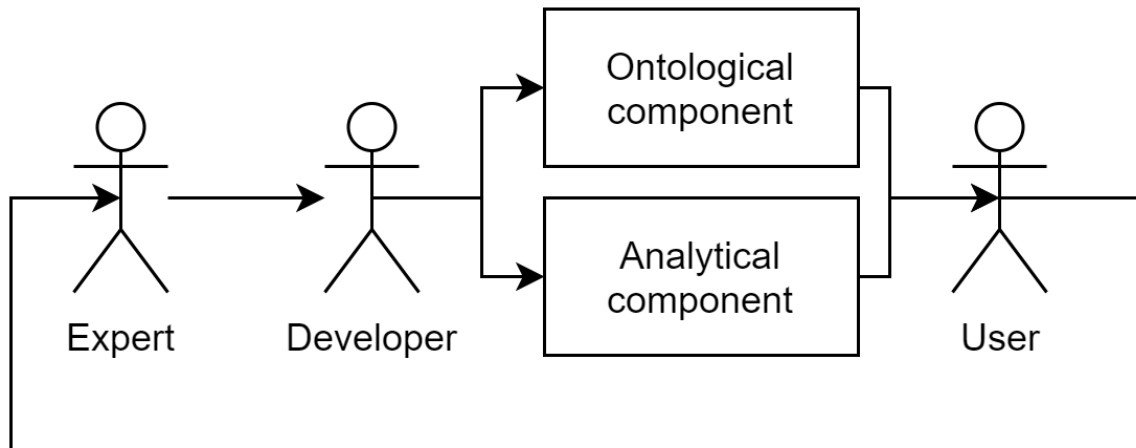 Ontological
component
Analytical
component
Expert
Developer
User